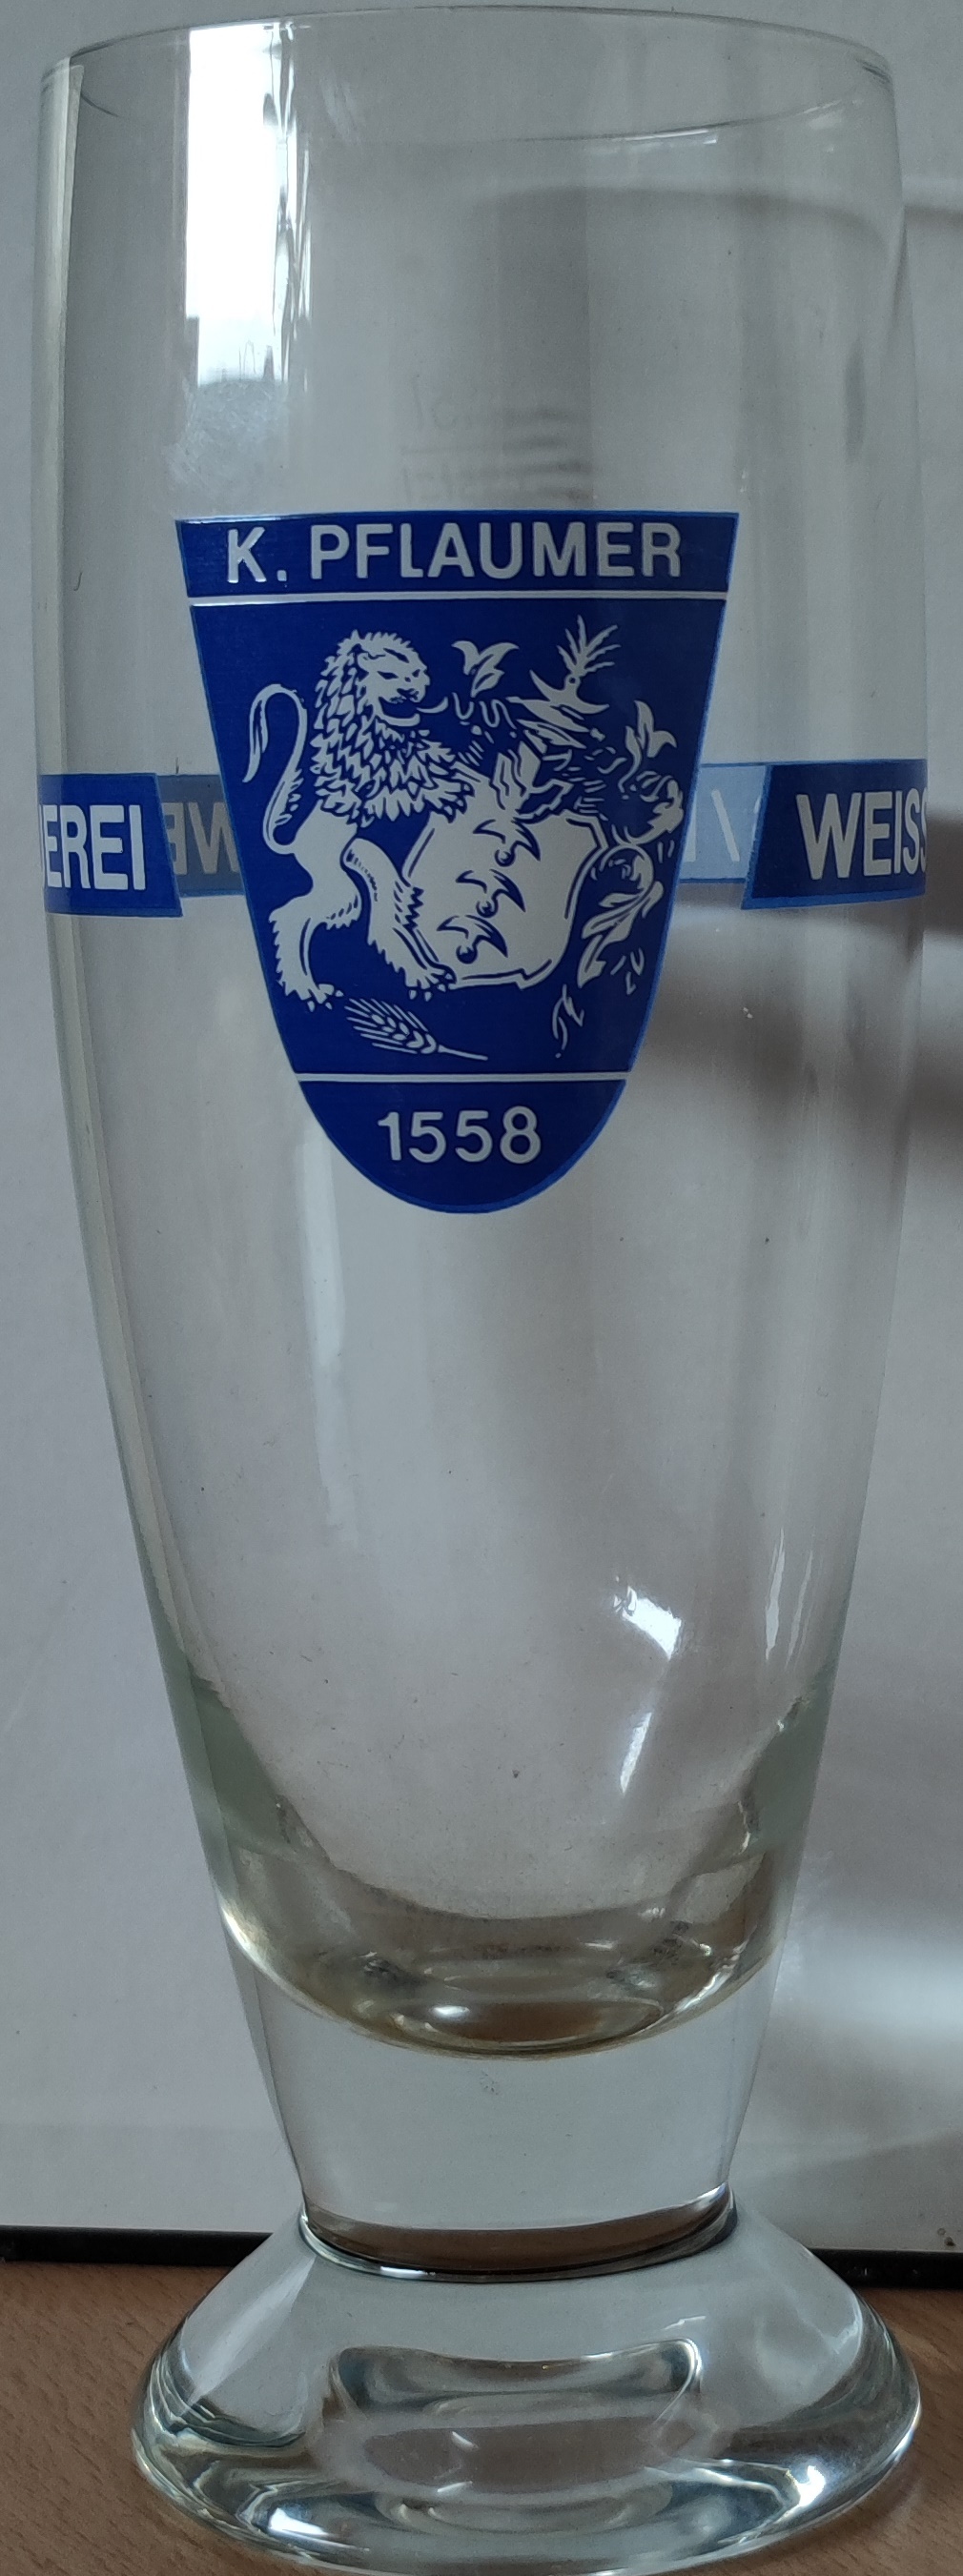 K. PFLAUMER
EREI
WEISS
1558